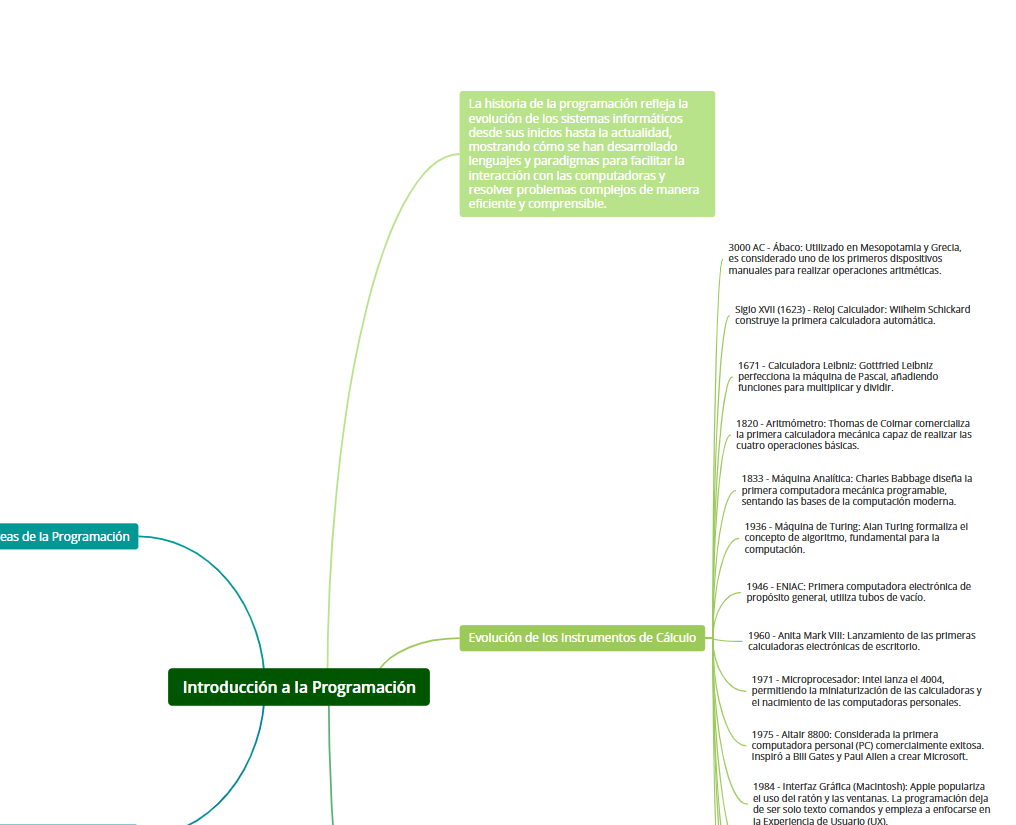 La historia de la programación refleja la
evolución de los sistemas informáticos
desde sus inicios hasta la actualidad,
mostrando cómo se han desarrollado
lenguajes y paradigmas para facilitar la
interacción con las computadoras y
resolver problemas complejos de manera
eficiente y comprensible.
3000 AC - Ábaco: Utilizado en Mesopotamia y Grecia,
es considerado uno de los primeros dispositivos
manuales para realizar operaciones aritméticas.
Siglo XVII (1623) - Reloj Calculador: Wilhelm Schickard
construye la primera calculadora automática.
1671 - Calculadora Leibniz: Gottfried Leibniz
perfecciona la máquina de Pascal, añadiendo
funciones para multiplicar y dividir.
1820 - Aritmómetro: Thomas de Colmar comercializa
la primera calculadora mecánica capaz de realizar las
cuatro operaciones básicas.
1833 - Máquina Analítica: Charles Babbage diseña la
primera computadora mecánica programable,
sentando las bases de la computación moderna.
1936 - Máquina de Turing: Alan Turing formaliza el
concepto de algoritmo, fundamental para la
computación.
eas de la Programación
1946 - ENIAC: Primera computadora electrónica de
propósito general, utiliza tubos de vacío.
Evolución de los Instrumentos de Cálculo
1960 - Anita Mark VIII: Lanzamiento de las primeras
calculadoras electrónicas de escritorio.
Introducción a la Programación
1971 - Microprocesador: Intel lanza el 4004,
permitiendo la miniaturización de las calculadoras y
el nacimiento de las computadoras personales.
1975 - Altair 8800: Considerada la primera
computadora personal (PC) comercialmente exitosa.
Inspiró a Bill Gates y Paul Allen a crear Microsoft.
1984 - Interfaz Gráfica (Macintosh): Apple populariza
el uso del ratón y las ventanas. La programación deja
de ser solo texto comandos y empieza a enfocarse en
la Experiencia de Usuario (UX).